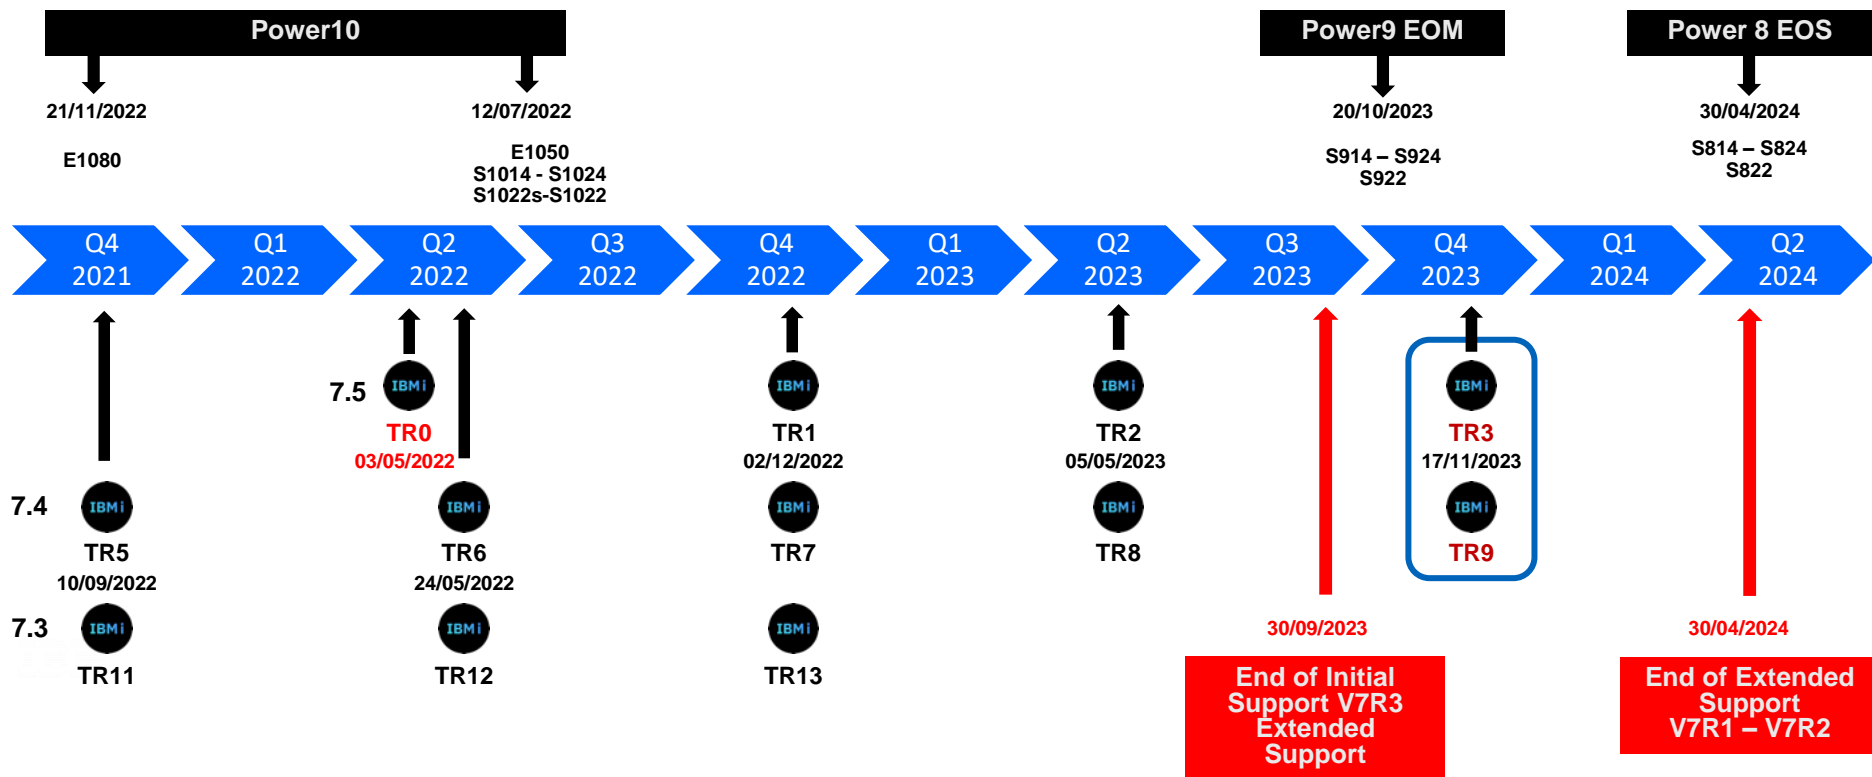 Power10
Power9 EOM
Power 8 EOS
21/11/2022
12/07/2022
20/10/2023
30/04/2024
E1080
E1050
S1014 - S1024
S1022s-S1022
S914 – S924
S922
S814 – S824
S822
Q4
2021
Q1
2022
Q2
2022
Q3
2022
Q4
2022
Q1
2023
Q2
2023
Q3
2023
Q4
2023
Q1
2024
Q2
2024
7.5
IBM i
TR0
03/05/2022
IBM i
TR1
02/12/2022
IBM i
TR2
05/05/2023
IBM i
TR3
17/11/2023
7.4
IBM i
TR5
10/09/2022
IBM i
TR6
24/05/2022
IBM i
TR7
IBM i
TR8
IBM i
TR9
7.3
IBM i
TR11
IBM i
TR12
IBM i
TR13
30/09/2023
End of Initial
Support V7R3
Extended
Support
30/04/2024
End of Extended
Support
V7R1 – V7R2